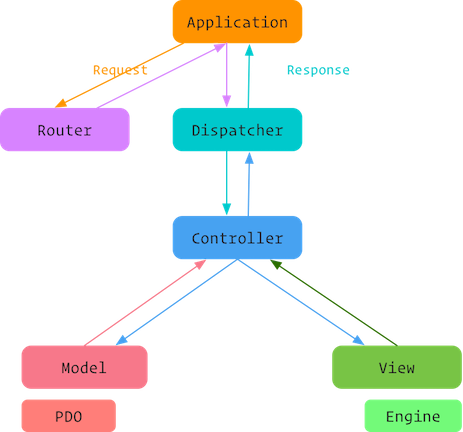 Application
Request
Response
Router
Dispatcher
Controller
Model
View
PDO
Engine